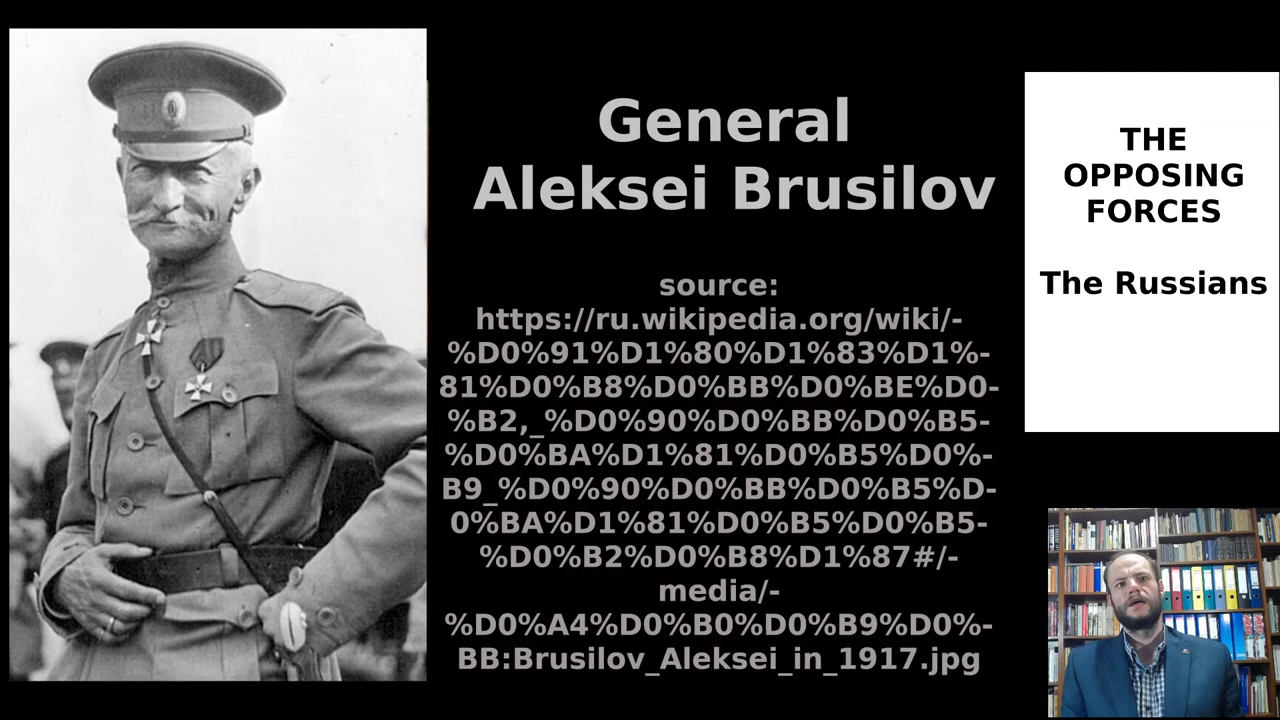 General
Aleksei Brusilov
source:
https://ru.wikipedia.org/wiki/-
%D0%91%D1%80%D1%83%D1%-
81%D0%B8%D0%BB%D0%BE%D0-
%B2,_%D0%90%D0%BB%D0%B5-
%D0%BA%D1%81%D0%B5%D0%-
B9_%D0%90%D0%BB%D0%B5%D-
0%BA%D1%81%D0%B5%D0%B5-
%D0%B2%D0%B8%D1%87#/-
media/-
%D0%A4%D0%B0%D0%B9%D0%-
BB:Brusilov_Aleksei_in_1917.jpg
THE
OPPOSING
FORCES
The Russians